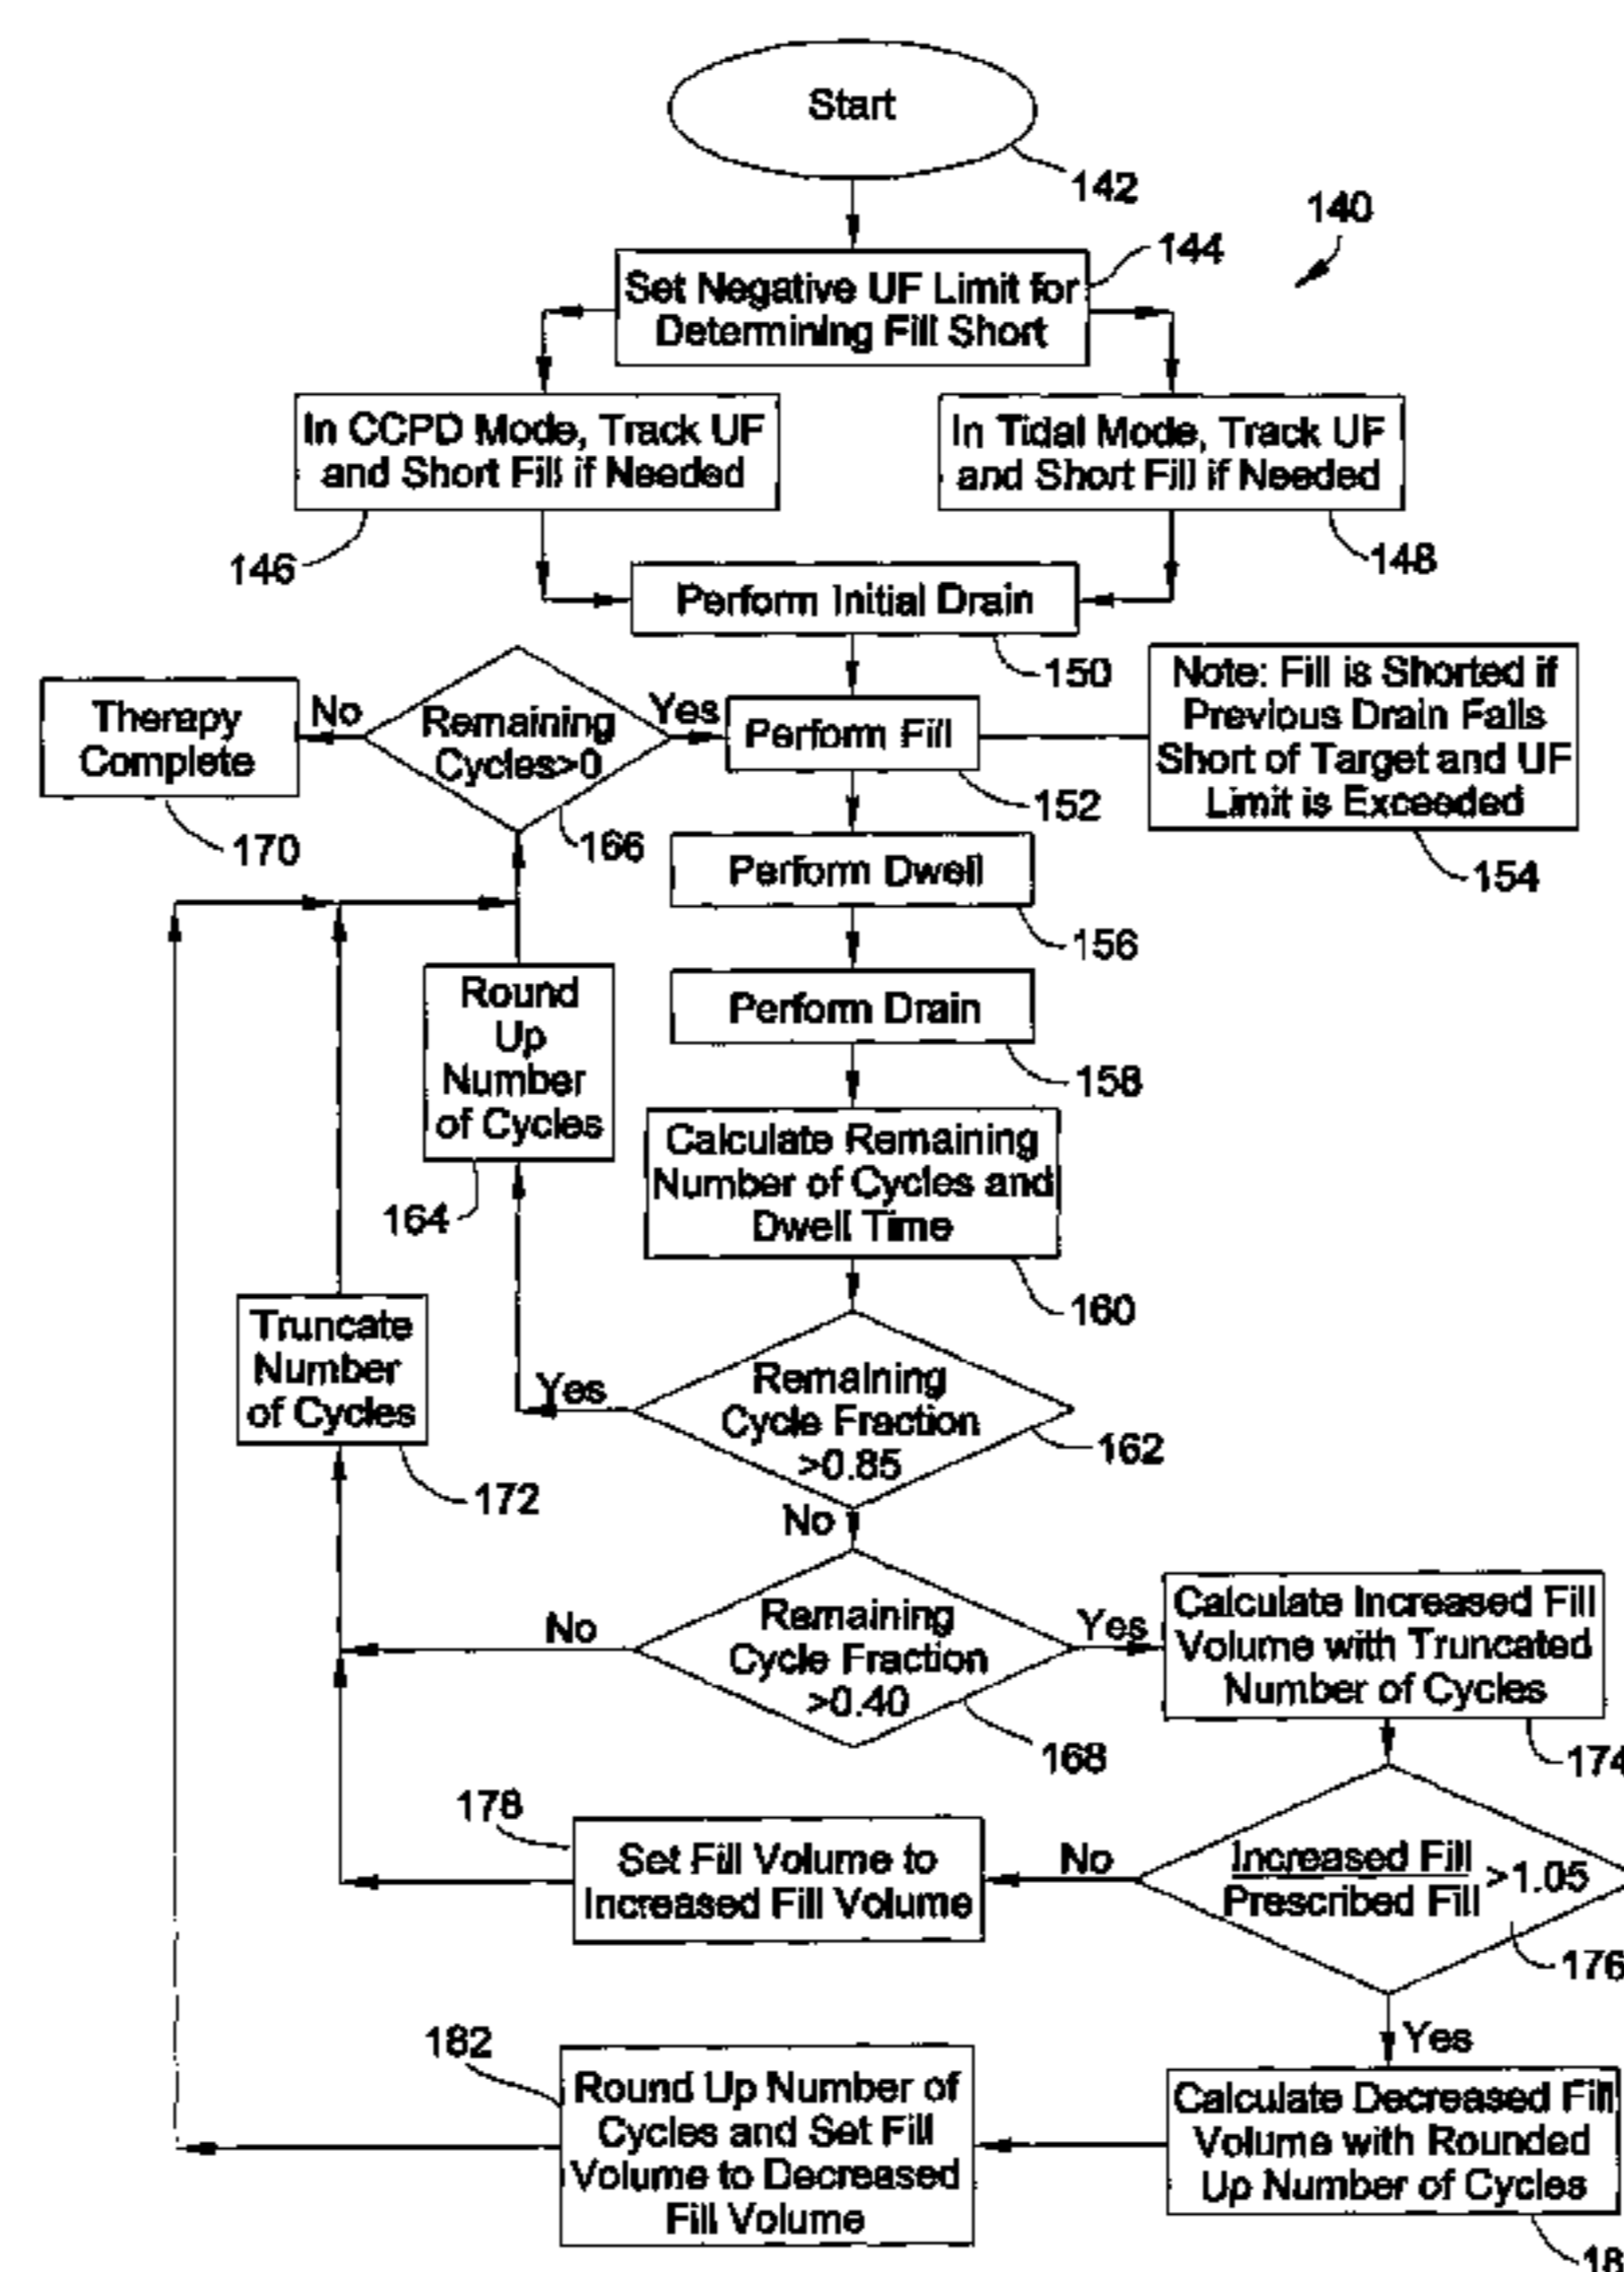 Start
142
140
144
Set Negative UF Limit for
Determining Fill Short
In CCPD Mode, Track UF
and Short Fill if Needed
In Tidal Mode, Track UF
and Short Fill if Needed
146
148
Perform Initial Drain
150
Note: Fill is Shorted if
Previous Drain Falls
Short of Target and UF
Limit is Exceeded
154
Therapy
Complete
170
No
Remaining
Cycles>0
166
Yes
Perform Fill
152
Perform Dwell
156
Perform Drain
158
Round
Up
Number
of Cycles
164
Calculate Remaining
Number of Cycles and
Dwell Time
160
Truncate
Number
of Cycles
172
Yes
Remaining
Cycle Fraction
>0.85
162
No
No
Remaining
Cycle Fraction
>0.40
168
Yes
Calculate Increased Fill
Volume with Truncated
Number of Cycles
174
178
Set Fill Volume to
Increased Fill Volume
No
Increased Fill
Prescribed Fill
>1.05
176
Yes
182
Round Up Number of
Cycles and Set Fill
Volume to Decreased
Fill Volume
Calculate Decreased Fill
Volume with Rounded
Up Number of Cycles
18